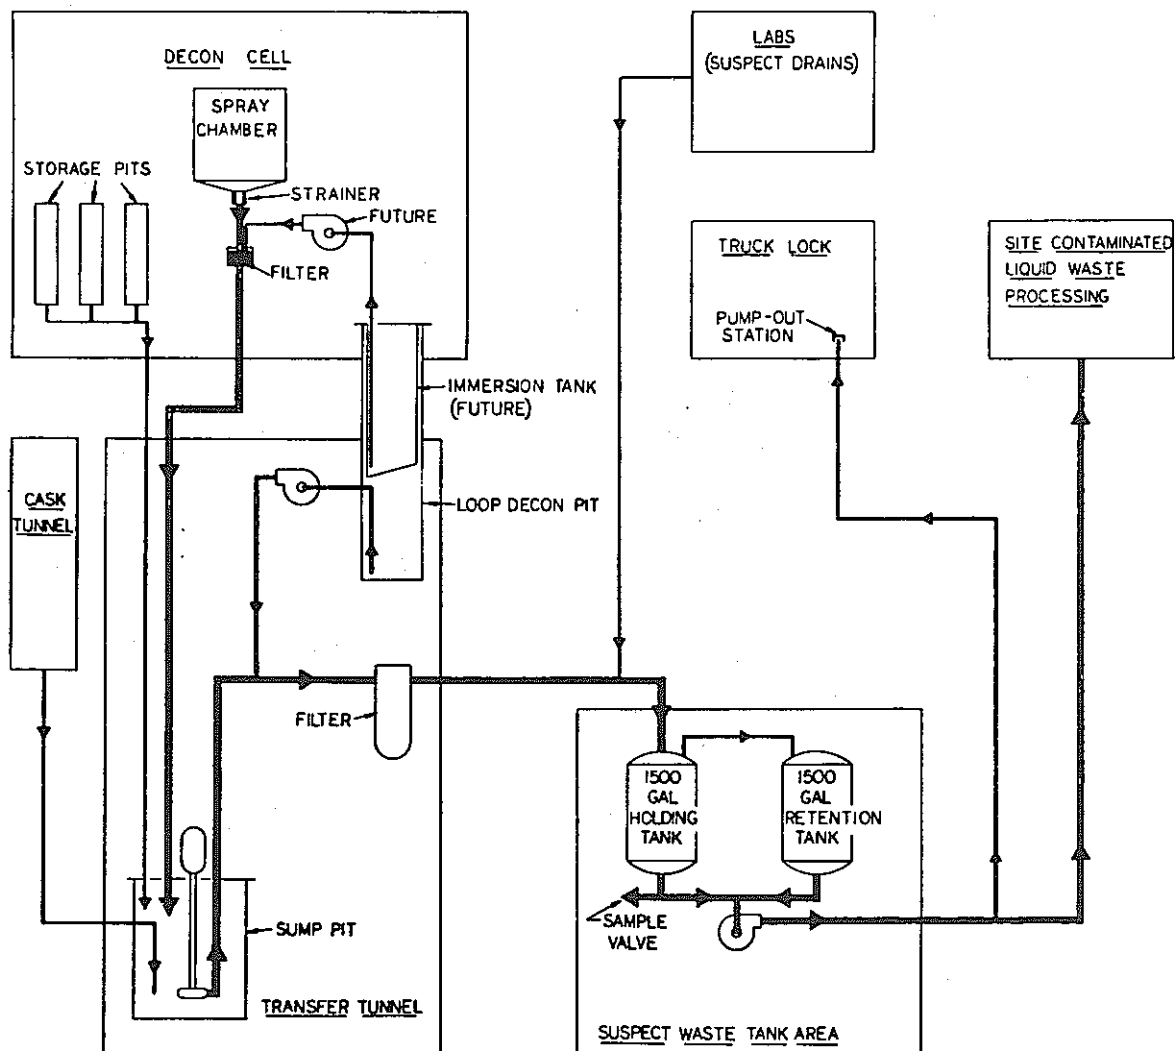 DECON CELL
SPRAY
CHAMBER
STORAGE PITS
STRAINER
FUTURE
FILTER
IMMERSION TANK
(FUTURE)
LOOP DECON PIT
CASK
TUNNEL
FILTER
SUMP PIT
TRANSFER TUNNEL
LABS
(SUSPECT DRAINS)
TRUCK LOCK
PUMP-OUT
STATION
SITE CONTAMINATED
LIQUID WASTE
PROCESSING
1500
GAL
HOLDING
TANK
1500
GAL
RETENTION
TANK
SAMPLE
VALVE
SUSPECT WASTE TANK AREA